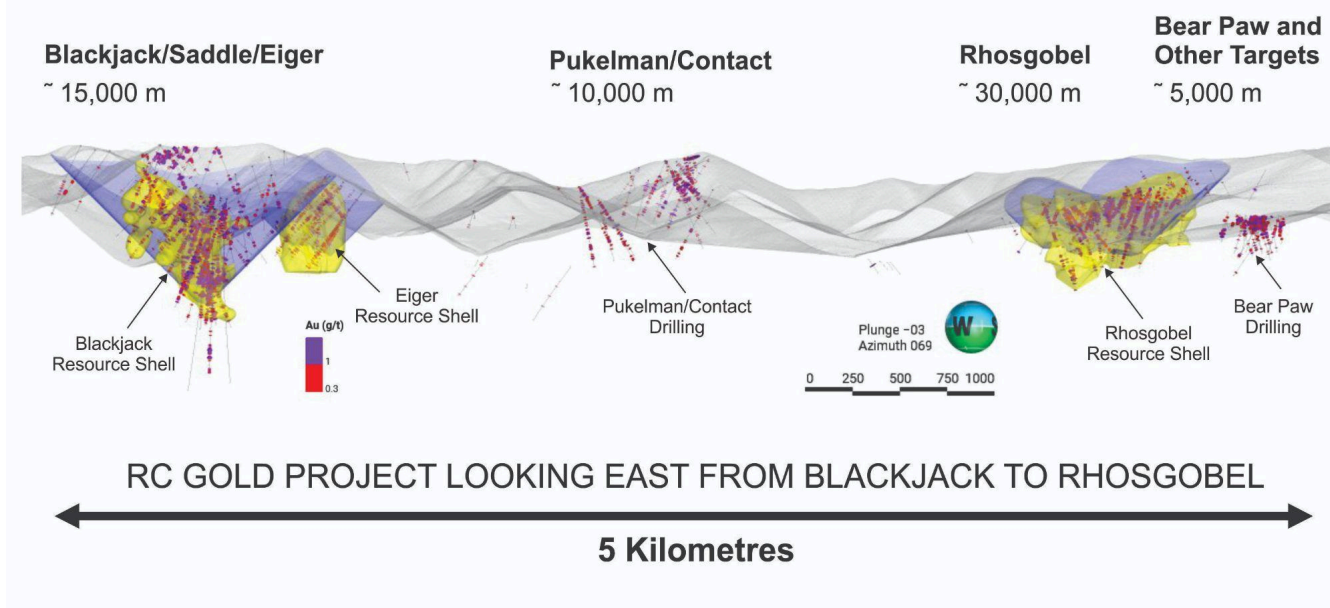 Blackjack/Saddle/Eiger
~ 15,000 m
Pukelman/Contact
~ 10,000 m
Rhosgobel
~ 30,000 m
Bear Paw and
Other Targets
~ 5,000 m
Blackjack
Resource Shell
Eiger
Resource Shell
Au (g/t)
1
0.3
Pukelman/Contact
Drilling
Plunge -03
Azimuth 069
W
0 250 500 750 1000
Rhosgobel
Resource Shell
Bear Paw
Drilling
RC GOLD PROJECT LOOKING EAST FROM BLACKJACK TO RHOSGOBEL
5 Kilometres